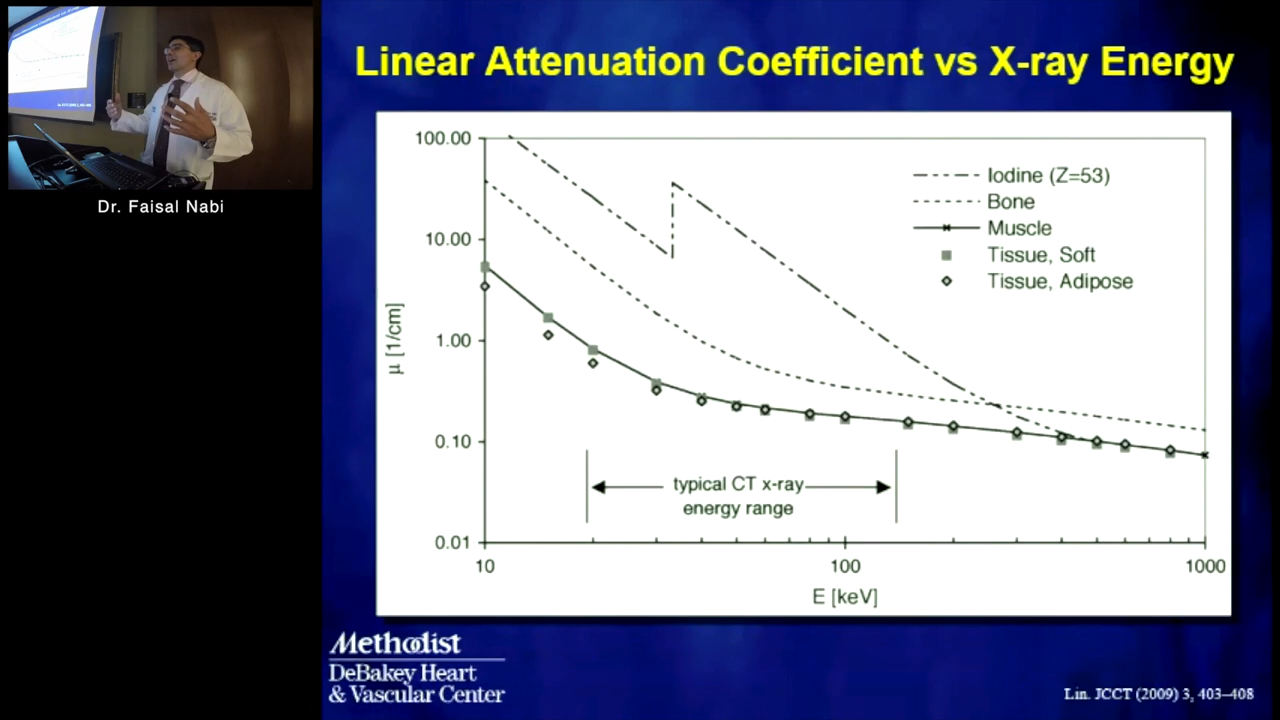 Linear Attenuation Coefficient vs X-ray Energy
Dr. Faisal Nabi
100.00
10.00
1.00
0.10
0.01
μ [1/cm]
Iodine (Z=53)
Bone
Muscle
Tissue, Soft
Tissue, Adipose
typical CT x-ray
energy range
10
100
1000
E [keV]
Methodist
DeBakey Heart
& Vascular Center
Lin. JCCT (2009) 3, 403–408